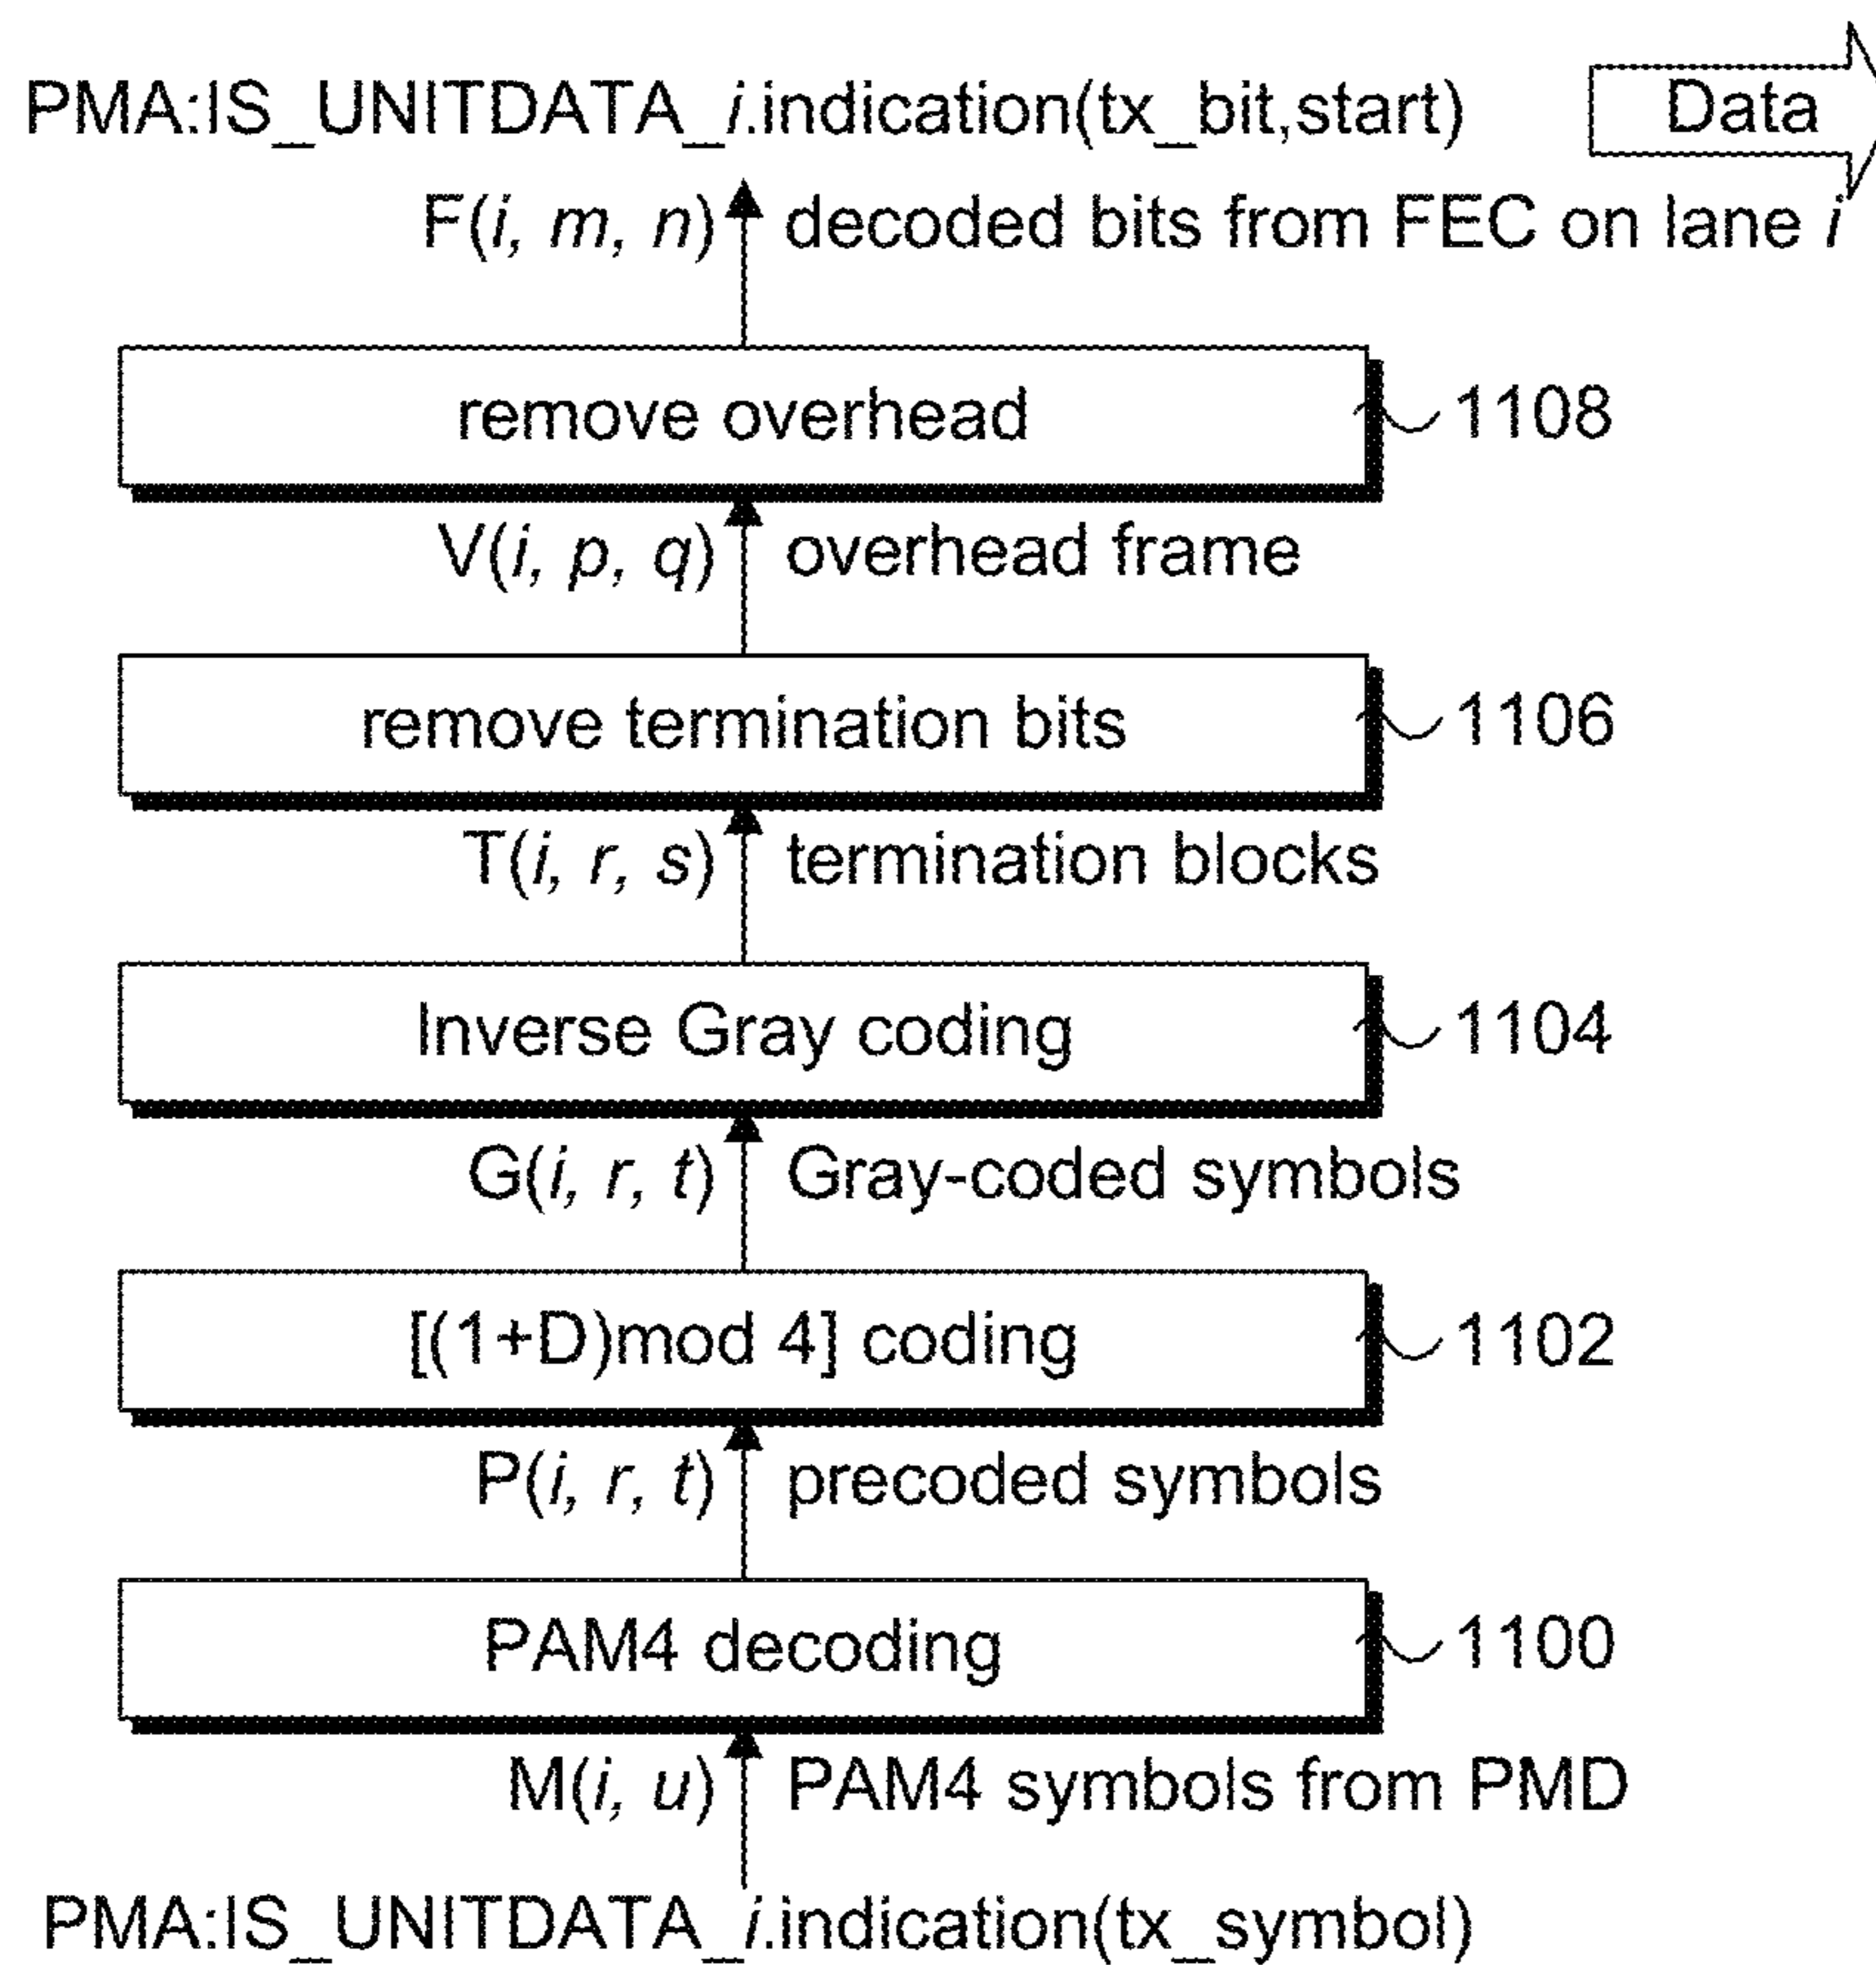 PMA:IS_UNITDATA_i.indication(tx_bit,start) Data
F(i, m, n) decoded bits from FEC on lane i
remove overhead 1108
V(i, p, q) overhead frame
remove termination bits 1106
T(i, r, s) termination blocks
Inverse Gray coding 1104
G(i, r, t) Gray-coded symbols
[(1+D)mod 4] coding 1102
P(i, r, t) precoded symbols
PAM4 decoding 1100
M(i, u) PAM4 symbols from PMD
PMA:IS_UNITDATA_i.indication(tx_symbol)